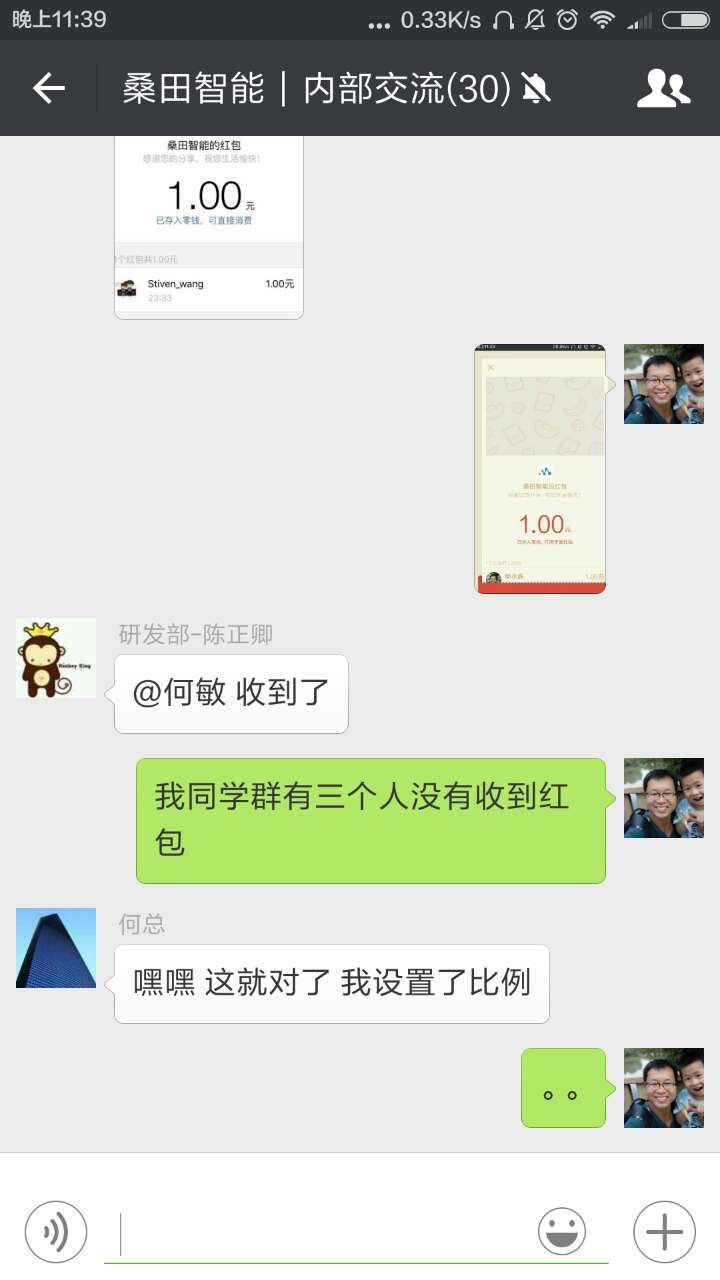 晚上11:39
... 0.33K/s
桑田智能｜内部交流(30)
桑田智能的红包
感谢您的分享，祝您生活愉快!
1.00元
已存入零钱，可直接消费
1个红包共1.00元
Stiven_wang 1.00元
23:33
桑田智能的红包
1.00元
1.00元
研发部-陈正卿
@何敏 收到了
我同学群有三个人没有收到红
包
何总
嘿嘿 这就对了 我设置了比例
。。